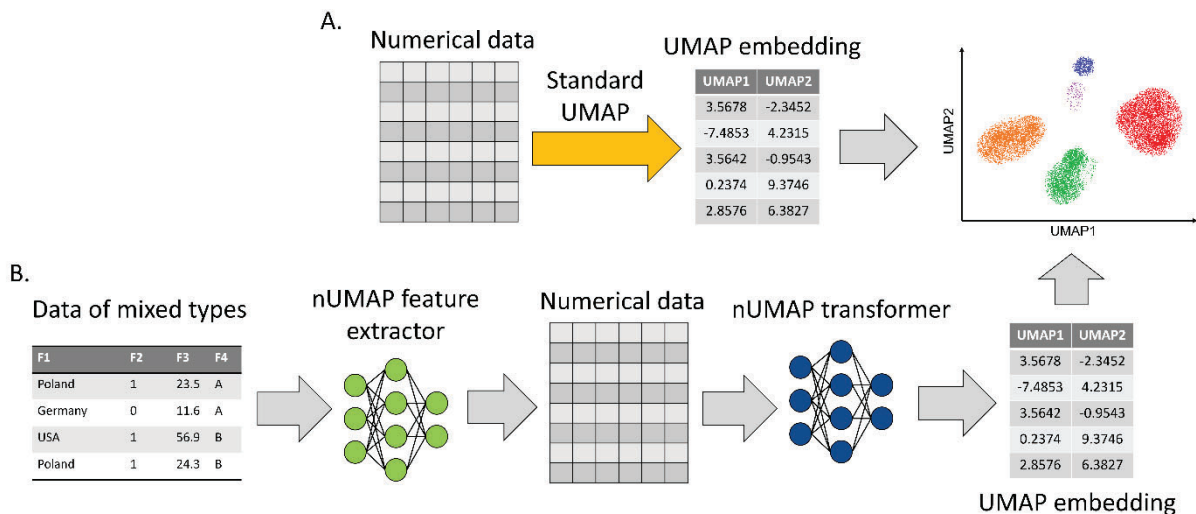 A.
Numerical data
Standard
UMAP
UMAP embedding
UMAP1 UMAP2
3.5678 -2.3452
-7.4853 4.2315
3.5642 -0.9543
0.2374 9.3746
2.8576 6.3827
UMAP2
UMAP1
B.
Data of mixed types
F1 F2 F3 F4
Poland 1 23.5 A
Germany 0 11.6 A
USA 1 56.9 B
Poland 1 24.3 B
nUMAP feature
extractor
Numerical data
nUMAP transformer
UMAP1 UMAP2
3.5678 -2.3452
-7.4853 4.2315
3.5642 -0.9543
0.2374 9.3746
2.8576 6.3827
UMAP embedding